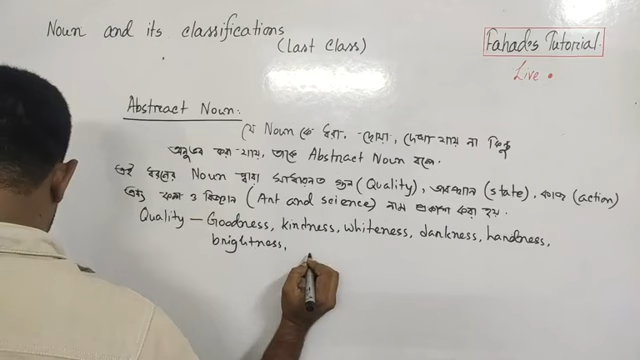 Noun and its classifications
(Last Class)
Fahade's Tutorial.
Live
Abstract Noun:
যে Noun কে ধরা, ছোয়া, দেখা যায় না কিন্তু
অনুভব করা যায়, তাকে Abstract Noun বলে.
এই ধরনের Noun দ্বারা সাধারনত গুন (Quality), অবস্থান (state), কাজ (action)
এবং কলা ও বিজ্ঞান (Art and science) নাম প্রকাশ করা হয়.
Quality — Goodness, kindness, whiteness, darkness, hardness,
brightness,